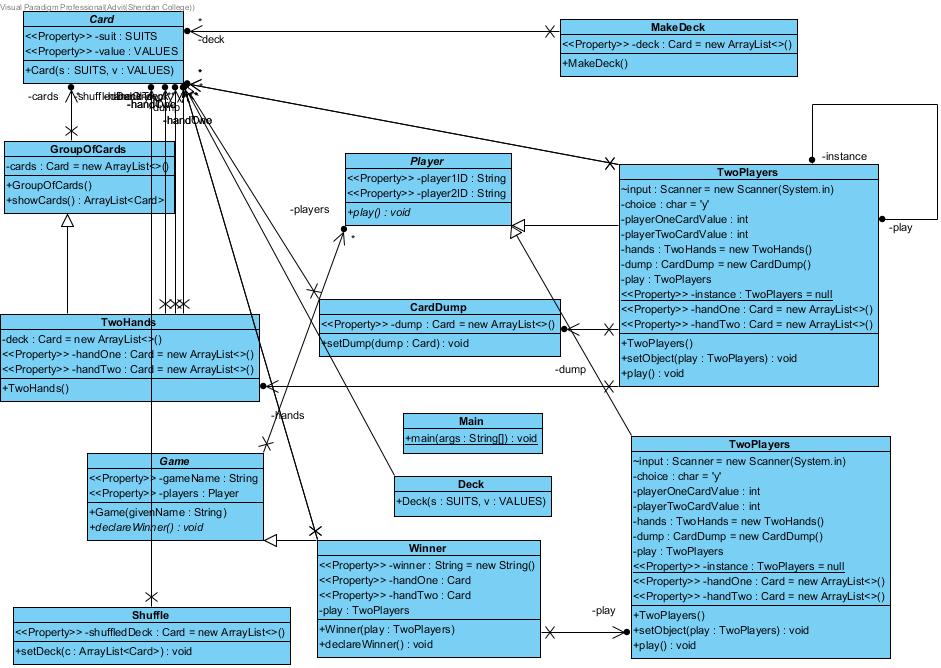 Visual Paradigm Professional(Advit(Sheridan College))
Card
<<Property>> -suit : SUITS
<<Property>> -value : VALUES
+Card(s : SUITS, v : VALUES)
*
-deck
MakeDeck
<<Property>> -deck : Card = new ArrayList<>()
+MakeDeck()
*
-cards
-handTwo
-dump
-handTwo
GroupOfCards
-cards : Card = new ArrayList<>()
+GroupOfCards()
+showCards() : ArrayList<Card>
Player
<<Property>> -player1ID : String
<<Property>> -player2ID : String
+play() : void
-players
*
-instance
-play
TwoPlayers
~input : Scanner = new Scanner(System.in)
-choice : char = 'y'
-playerOneCardValue : int
-playerTwoCardValue : int
-hands : TwoHands = new TwoHands()
-dump : CardDump = new CardDump()
-play : TwoPlayers
<<Property>> -instance : TwoPlayers = null
<<Property>> -handOne : Card = new ArrayList<>()
<<Property>> -handTwo : Card = new ArrayList<>()
+TwoPlayers()
+setObject(play : TwoPlayers) : void
+play() : void
CardDump
<<Property>> -dump : Card = new ArrayList<>()
+setDump(dump : Card) : void
-dump
TwoHands
-deck : Card = new ArrayList<>()
<<Property>> -handOne : Card = new ArrayList<>()
<<Property>> -handTwo : Card = new ArrayList<>()
+TwoHands()
-hands
Main
+main(args : String[]) : void
Game
<<Property>> -gameName : String
<<Property>> -players : Player
+Game(givenName : String)
+declareWinner() : void
Deck
+Deck(s : SUITS, v : VALUES)
TwoPlayers
~input : Scanner = new Scanner(System.in)
-choice : char = 'y'
-playerOneCardValue : int
-playerTwoCardValue : int
-hands : TwoHands = new TwoHands()
-dump : CardDump = new CardDump()
-play : TwoPlayers
<<Property>> -instance : TwoPlayers = null
<<Property>> -handOne : Card = new ArrayList<>()
<<Property>> -handTwo : Card = new ArrayList<>()
+TwoPlayers()
+setObject(play : TwoPlayers) : void
+play() : void
Winner
<<Property>> -winner : String = new String()
<<Property>> -handOne : Card
<<Property>> -handTwo : Card
-play : TwoPlayers
+Winner(play : TwoPlayers)
+declareWinner() : void
-play
Shuffle
<<Property>> -shuffledDeck : Card = new ArrayList<>()
+setDeck(c : ArrayList<Card>) : void